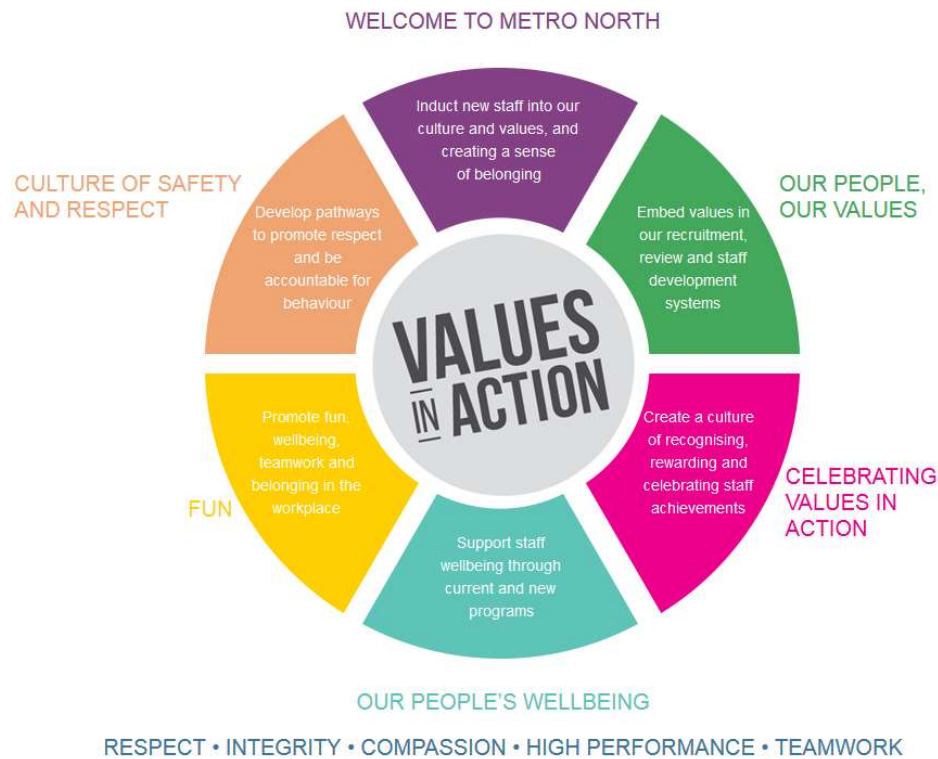 WELCOME TO METRO NORTH
Induct new staff into our
culture and values, and
creating a sense
of belonging
OUR PEOPLE,
OUR VALUES
Embed values in
our recruitment,
review and staff
development
systems
CELEBRATING
VALUES IN
ACTION
Create a culture
of recognising,
rewarding and
celebrating staff
achievements
OUR PEOPLE'S WELLBEING
Support staff
wellbeing through
current and new
programs
FUN
Promote fun,
wellbeing,
teamwork and
belonging in the
workplace
CULTURE OF SAFETY
AND RESPECT
Develop pathways
to promote respect
and be
accountable for
behaviour
VALUES
IN ACTION
RESPECT • INTEGRITY • COMPASSION • HIGH PERFORMANCE • TEAMWORK